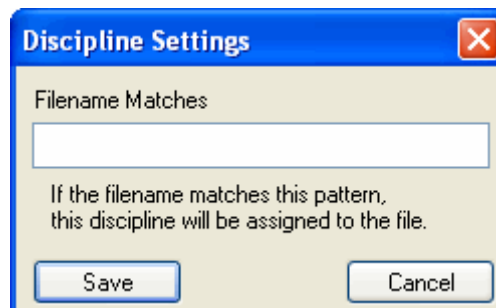 Discipline Settings
Filename Matches
If the filename matches this pattern,
this discipline will be assigned to the file.
Save Cancel